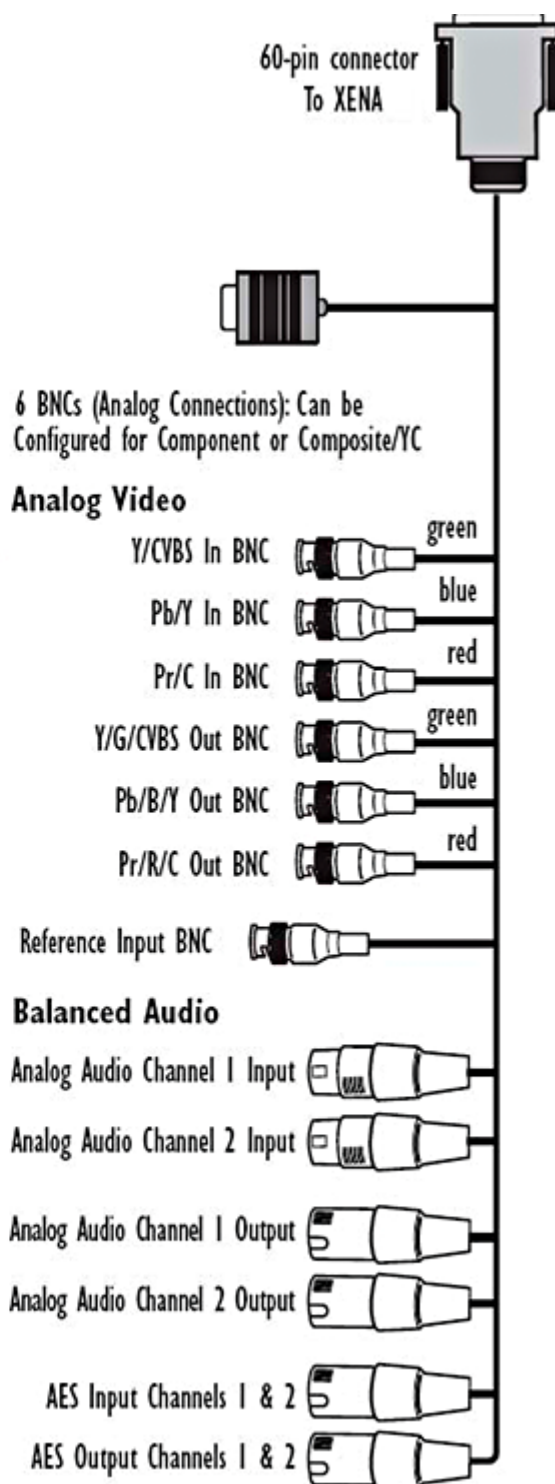 60-pin connector
To XENA
6 BNCs (Analog Connections): Can be
Configured for Component or Composite/YC
Analog Video
green
Y/CVBS In BNC
blue
Pb/Y In BNC
red
Pr/C In BNC
green
Y/G/CVBS Out BNC
blue
Pb/B/Y Out BNC
red
Pr/R/C Out BNC
Reference Input BNC
Balanced Audio
Analog Audio Channel 1 Input
Analog Audio Channel 2 Input
Analog Audio Channel 1 Output
Analog Audio Channel 2 Output
AES Input Channels 1 & 2
AES Output Channels 1 & 2